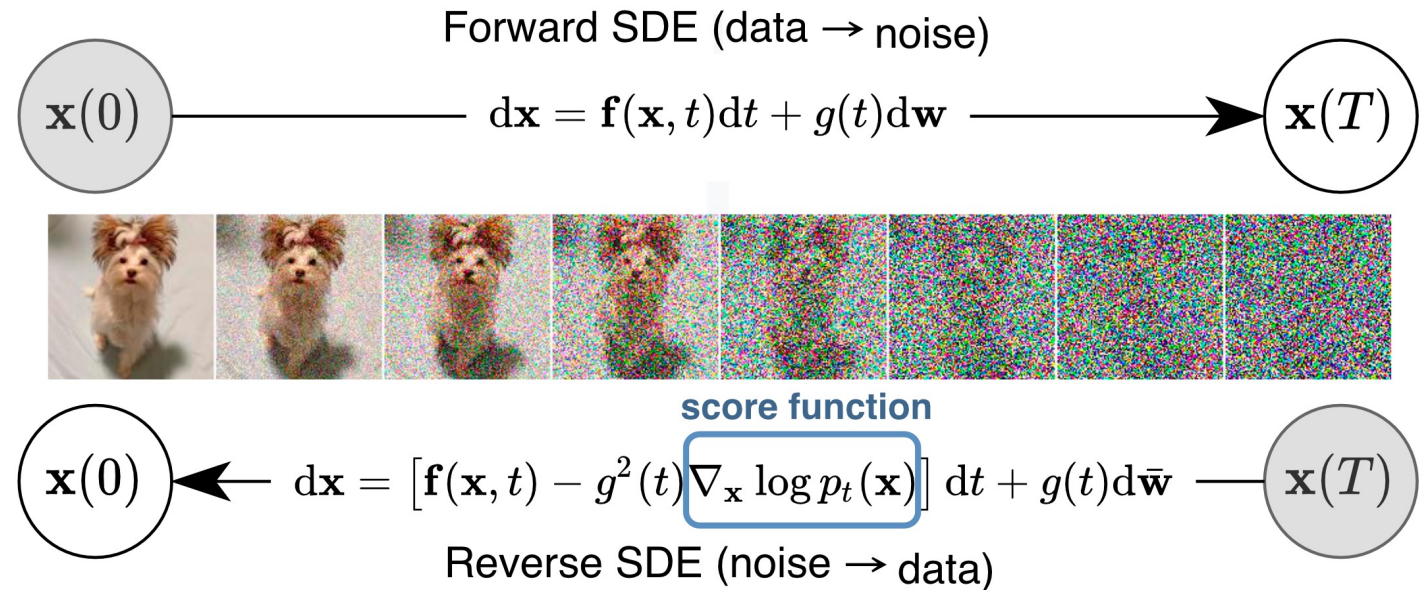 Forward SDE (data → noise)
x(0) dx = f(x, t)dt + g(t)dw x(T)
score function
x(0) dx = [f(x, t) − g²(t)∇ₓ log pₜ(x)] dt + g(t)dw̄ x(T)
Reverse SDE (noise → data)